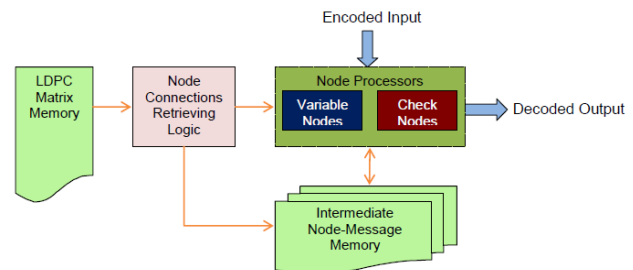 Encoded Input
LDPC
Matrix
Memory
Node
Connections
Retrieving
Logic
Node Processors
Variable
Nodes
Check
Nodes
Decoded Output
Intermediate
Node-Message
Memory